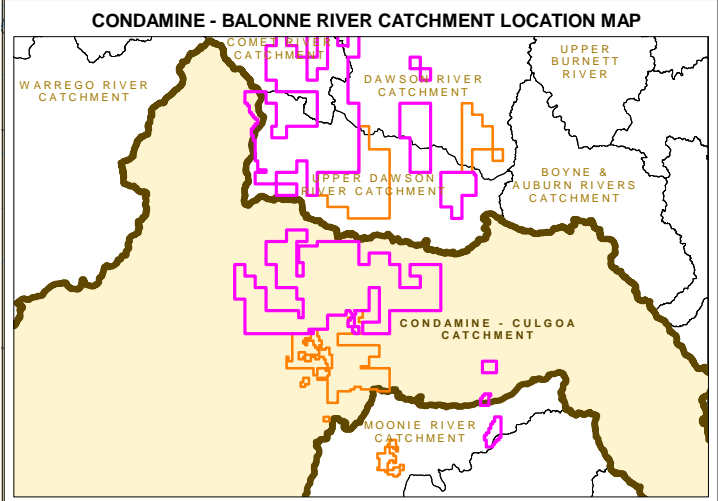 CONDAMINE - BALONNE RIVER CATCHMENT LOCATION MAP
COMET RIVER
CATCHMENT
WARREGO RIVER
CATCHMENT
DAWSON RIVER
CATCHMENT
UPPER
BURNETT
RIVER
UPPER DAWSON
RIVER CATCHMENT
BOYNE &
AUBURN RIVERS
CATCHMENT
CONDAMINE - CULGOA
CATCHMENT
MOONIE RIVER
CATCHMENT